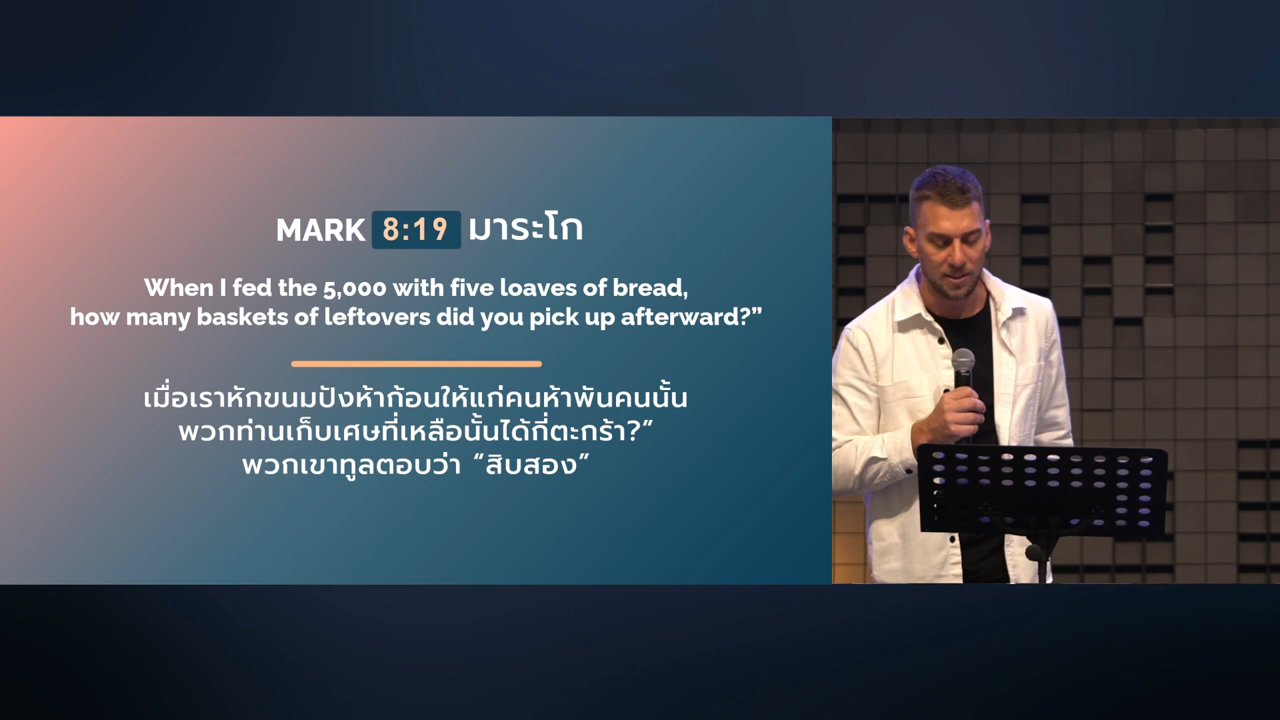 MARK 8:19 มาระโก
When I fed the 5,000 with five loaves of bread,
how many baskets of leftovers did you pick up afterward?”
เมื่อเราหักขนมปังห้าก้อนให้แก่คนห้าพันคนนั้น
พวกท่านเก็บเศษที่เหลือนั้นได้กี่ตะกร้า?”
พวกเขาทูลตอบว่า “สิบสอง”